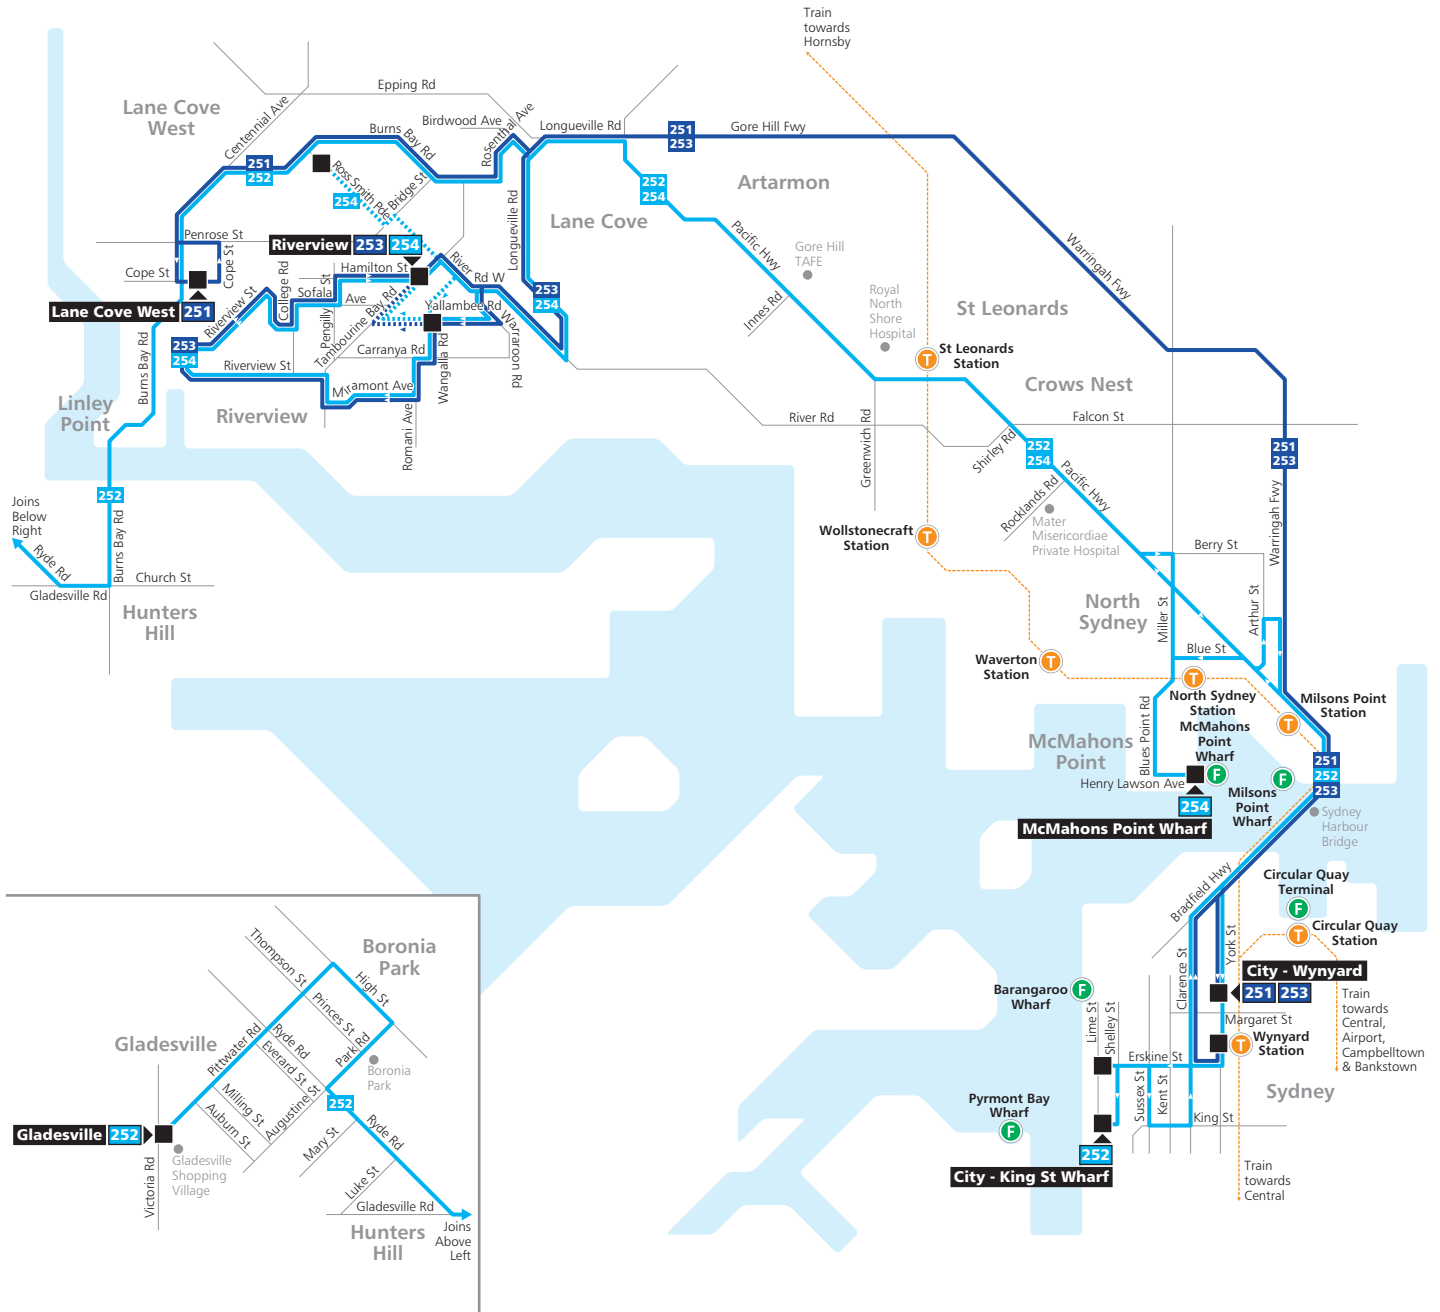 Train
towards
Hornsby
Epping Rd
Lane Cove
West
Centennial Ave
Birdwood Ave
Burns Bay Rd
Rosenthal Ave
Longueville Rd
251
253
Gore Hill Fwy
251
252
Ross Smith Pde
254
Bridge St
252
254
Artarmon
Lane Cove
Longueville Rd
Penrose St
Riverview 253 254
Pacific Hwy
Gore Hill
TAFE
Warringah Fwy
Cope St
Cope St
College Rd
Hamilton St
River
Rd W
Sofala
Ave
Pengilly St
Tambourine Bay Rd
Yallambee Rd
253
254
Royal
North
Shore
Hospital
St Leonards
Innes Rd
Lane Cove West 251
Riverview St
Warraroon Rd
Burns Bay Rd
253
254
Carranya Rd
Wangalla Rd
Riverview St
Miramont Ave
St Leonards
Station
Crows Nest
Linley
Point
Riverview
Romani Ave
River Rd
Greenwich Rd
Falcon St
Shirley Rd
252
254
251
253
Pacific Hwy
Rocklands Rd
252
Joins
Below
Right
Ryde Rd
Burns Bay Rd
Church St
Gladesville Rd
Hunters
Hill
Wollstonecraft
Station
T
T
Mater
Misericordiae
Private Hospital
Warringah Fwy
Berry St
North
Sydney
Miller St
Arthur St
Blue St
Waverton
Station
T
T
North Sydney
Station
Milsons Point
Station
T
McMahons
Point
Wharf
F
McMahons
Point
Blues Point Rd
Henry Lawson Ave
254
McMahons Point Wharf
Milsons
Point
Wharf
F
251
252
253
Sydney
Harbour
Bridge
Bradfield Hwy
Circular Quay
Terminal
F
T
Circular Quay
Station
York St
Clarence St
City - Wynyard
251 253
Barangaroo
Wharf
F
Lime St
Shelley St
Margaret St
T
Wynyard
Station
Train
towards
Central,
Airport,
Campbelltown
& Bankstown
Erskine St
Sussex St
Kent St
Sydney
King St
Pyrmont Bay
Wharf
F
252
City - King St Wharf
Train
towards
Central
Boronia
Park
Thompson St
High St
Princes St
Gladesville
Pittwater Rd
Ryde Rd
Park Rd
Everard St
Boronia
Park
Milling St
Augustine St
252
Auburn St
Gladesville 252
Mary St
Ryde Rd
Gladesville
Shopping
Village
Victoria Rd
Luke St
Gladesville Rd
Hunters
Hill
Joins
Above
Left